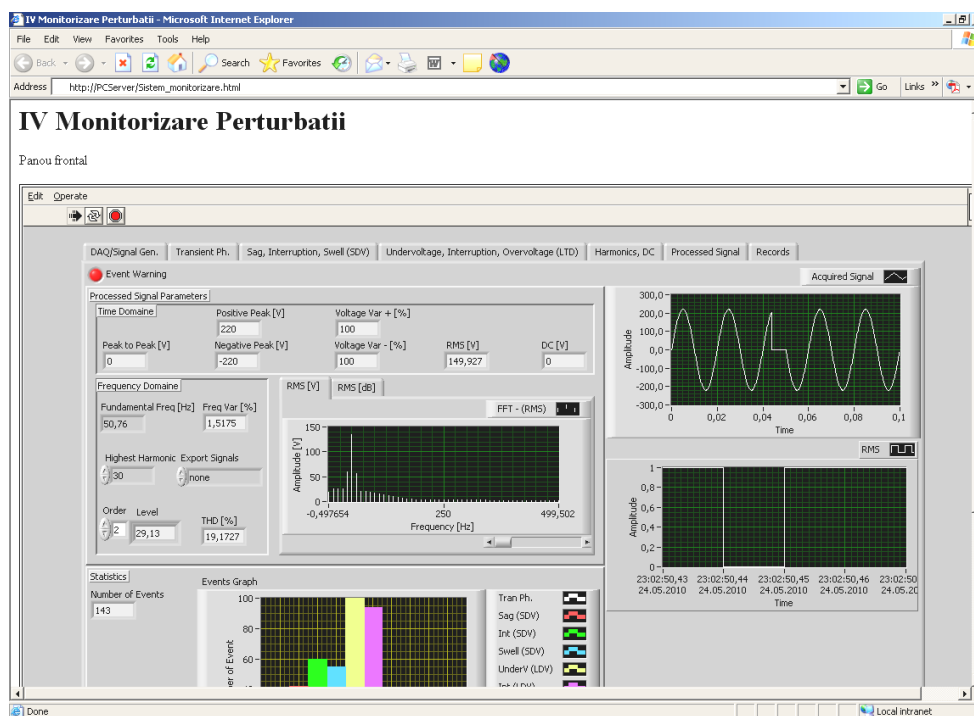 IV Monitorizare Perturbatii - Microsoft Internet Explorer
File Edit View Favorites Tools Help
Back Search Favorites
Address http://PCServer/Sistem_monitorizare.html Go Links »
IV Monitorizare Perturbatii
Panou frontal
Edit Operate
DAQ/Signal Gen. Transient Ph. Sag, Interruption, Swell (SDV) Undervoltage, Interruption, Overvoltage (LTD) Harmonics, DC Processed Signal Records
Event Warning
Processed Signal Parameters
Time Domaine
Positive Peak [V] Voltage Var + [%]
220 100
Peak to Peak [V] Negative Peak [V] Voltage Var - [%] RMS [V] DC [V]
0 -220 100 149,927 0
Frequency Domaine
Fundamental Freq [Hz] Freq Var [%]
50,76 1,5175
Highest Harmonic Export Signals
30 none
Order Level THD [%]
2 29,13 19,1727
RMS [V] RMS [dB]
FFT - (RMS)
Amplitude [V]
150
100
50
0
-0,497654 250 499,502
Frequency [Hz]
Acquired Signal
Amplitude
300,0
200,0
100,0
0,0
-100,0
-200,0
-300,0
0 0,02 0,04 0,06 0,08 0,1
Time
RMS
Amplitude
1
0,8
0,6
0,4
0,2
0
23:02:50,43 23:02:50,44 23:02:50,45 23:02:50,46 23:02:50
24.05.2010 24.05.2010 24.05.2010 24.05.2010 24.05.20
Time
Statistics
Number of Events
143
Events Graph
100
80
60
Tran Ph.
Sag (SDV)
Int (SDV)
Swell (SDV)
UnderV (LDV)
Int (LDV)
Done Local intranet